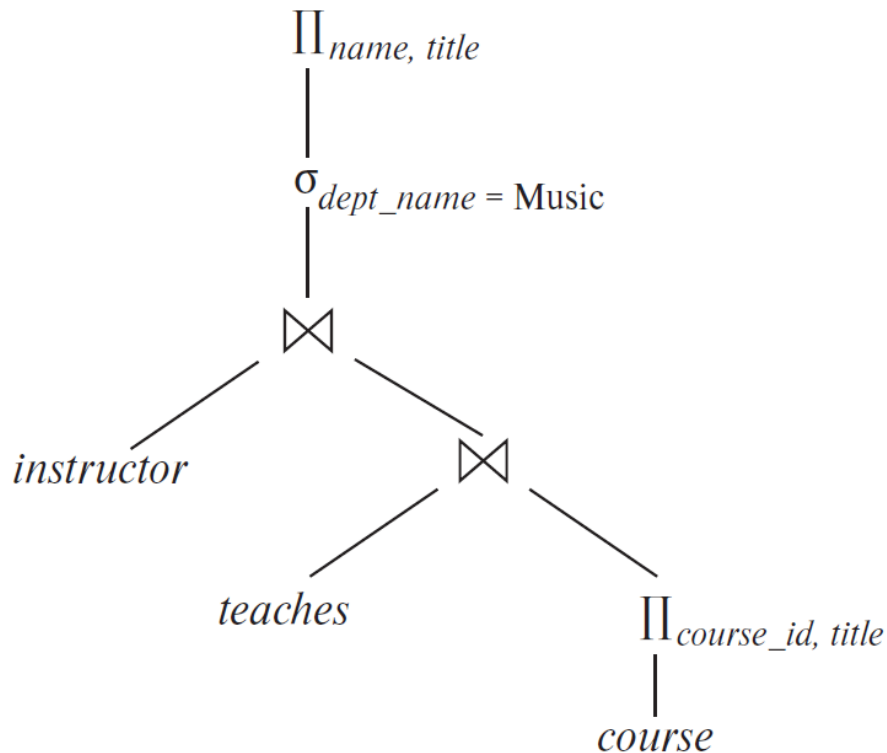 ∏name, title
σdept_name = Music
⋈
instructor
⋈
teaches
∏course_id, title
course